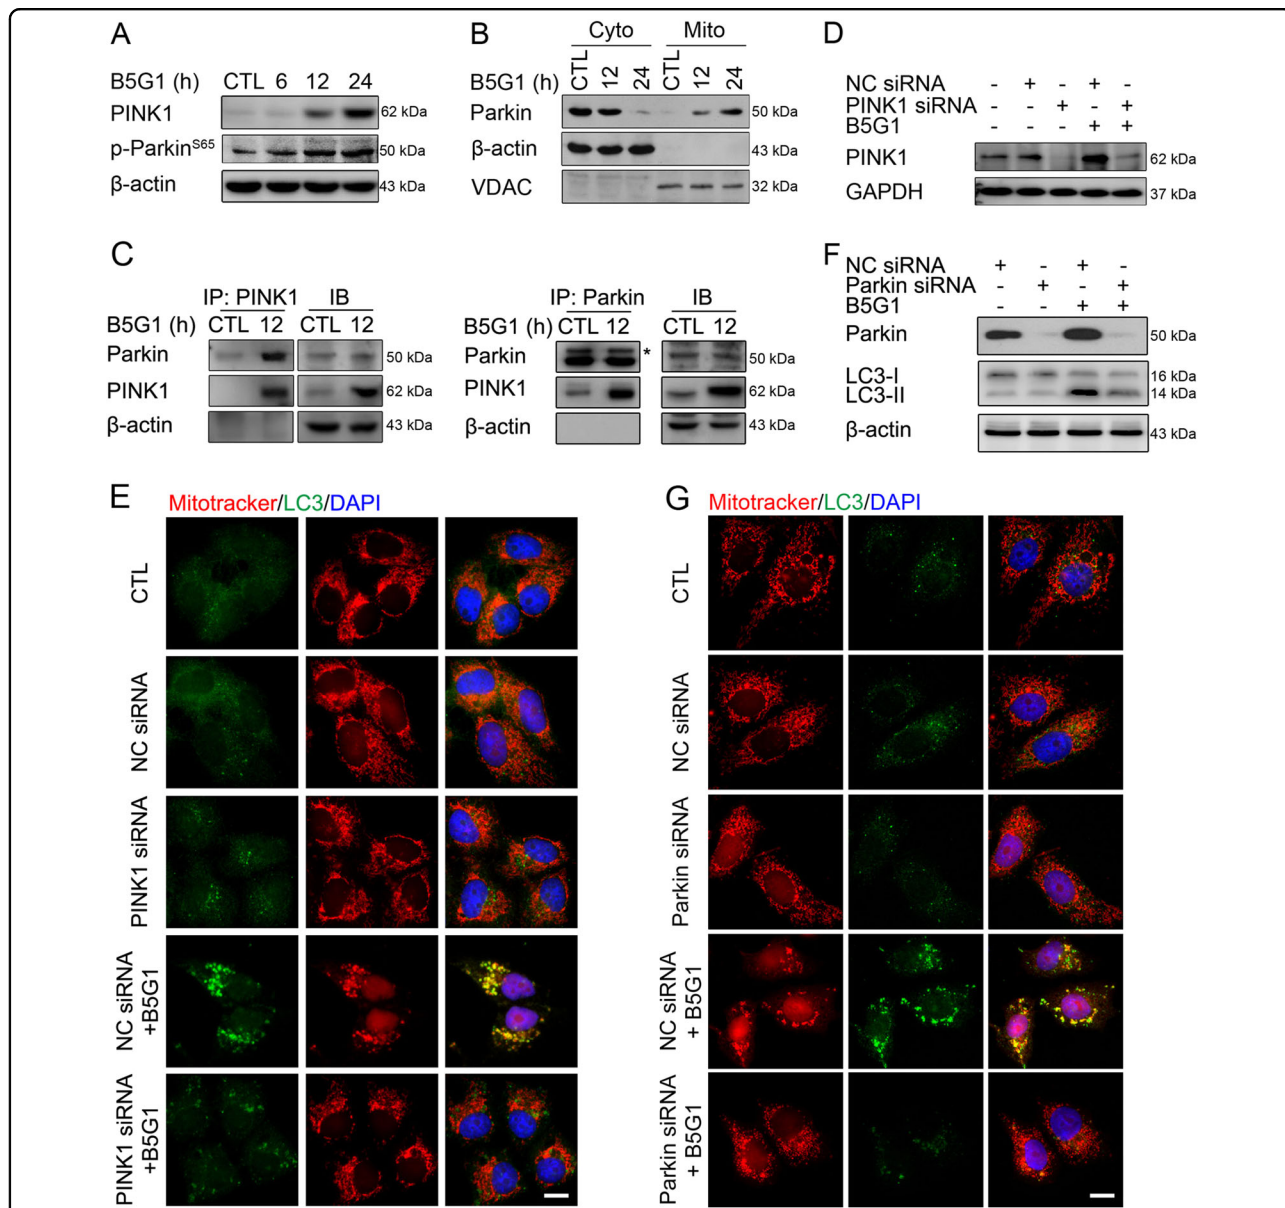 A
B5G1 (h) CTL 6 12 24
PINK1 62 kDa
p-Parkin^S65 50 kDa
β-actin 43 kDa
B
Cyto Mito
B5G1 (h) CTL 12 24 CTL 12 24
Parkin 50 kDa
β-actin 43 kDa
VDAC 32 kDa
D
NC siRNA - + - + -
PINK1 siRNA - - + - +
B5G1 - - - + +
PINK1 62 kDa
GAPDH 37 kDa
C
IP: PINK1 IB
B5G1 (h) CTL 12 CTL 12
Parkin 50 kDa
PINK1 62 kDa
β-actin 43 kDa
IP: Parkin IB
B5G1 (h) CTL 12 CTL 12
Parkin * 50 kDa
PINK1 62 kDa
β-actin 43 kDa
F
NC siRNA + - + -
Parkin siRNA - + - +
B5G1 - - + +
Parkin 50 kDa
LC3-I 16 kDa
LC3-II 14 kDa
β-actin 43 kDa
E
Mitotracker/LC3/DAPI
CTL
NC siRNA
PINK1 siRNA
NC siRNA
+B5G1
PINK1 siRNA
+B5G1
G
Mitotracker/LC3/DAPI
CTL
NC siRNA
Parkin siRNA
NC siRNA
+ B5G1
Parkin siRNA
+ B5G1